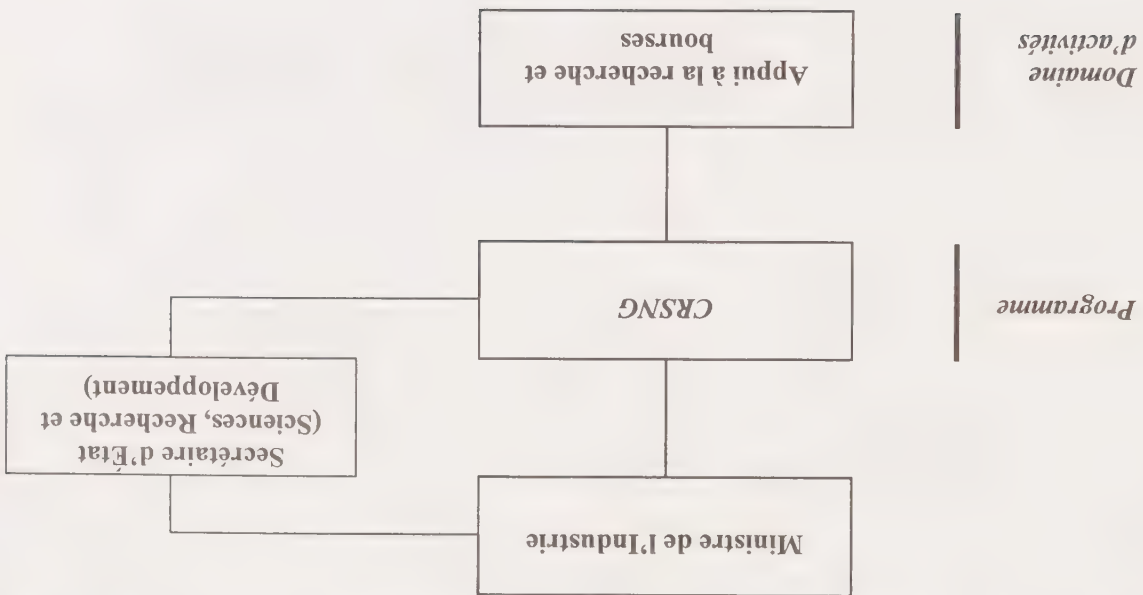 Ministre de l'Industrie
Secrétaire d'État
(Sciences, Recherche et
Développement)
Programme
CRSNG
Domaine
d'activités
Appui à la recherche et
bourses